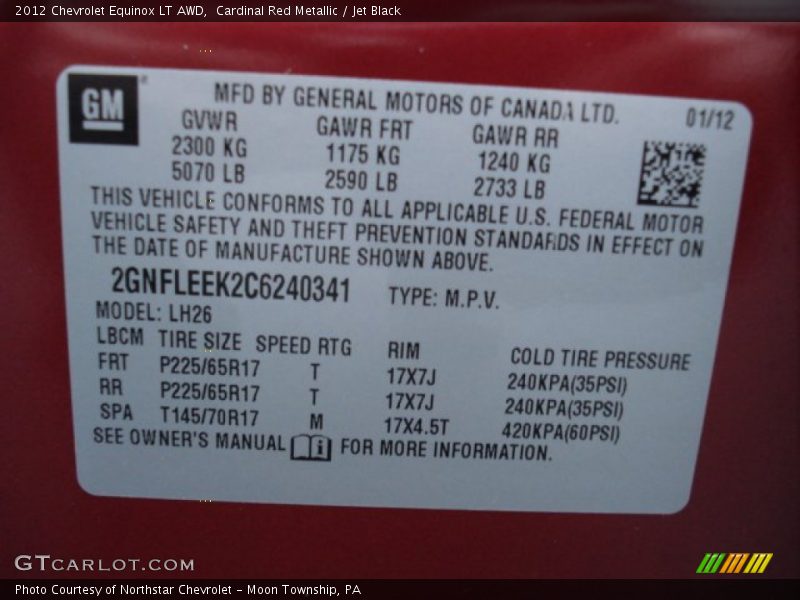 2012 Chevrolet Equinox LT AWD,  Cardinal Red Metallic / Jet Black
GM
MFD BY GENERAL MOTORS OF CANADA LTD.
01/12
GVWR GAWR FRT GAWR RR
2300 KG 1175 KG 1240 KG
5070 LB 2590 LB 2733 LB
THIS VEHICLE CONFORMS TO ALL APPLICABLE U.S. FEDERAL MOTOR
VEHICLE SAFETY AND THEFT PREVENTION STANDARDS IN EFFECT ON
THE DATE OF MANUFACTURE SHOWN ABOVE.
2GNFLEEK2C6240341 TYPE: M.P.V.
MODEL: LH26
LBCM TIRE SIZE SPEED RTG RIM COLD TIRE PRESSURE
FRT P225/65R17 T 17X7J 240KPA(35PSI)
RR P225/65R17 T 17X7J 240KPA(35PSI)
SPA T145/70R17 M 17X4.5T 420KPA(60PSI)
SEE OWNER'S MANUAL i FOR MORE INFORMATION.
GTCARLOT.COM
Photo Courtesy of Northstar Chevrolet - Moon Township, PA